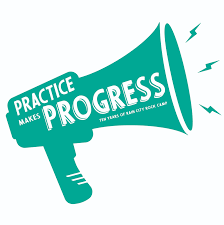 PRACTICE
MAKES PROGRESS
TEN YEARS OF RAIN CITY ROCK CAMP